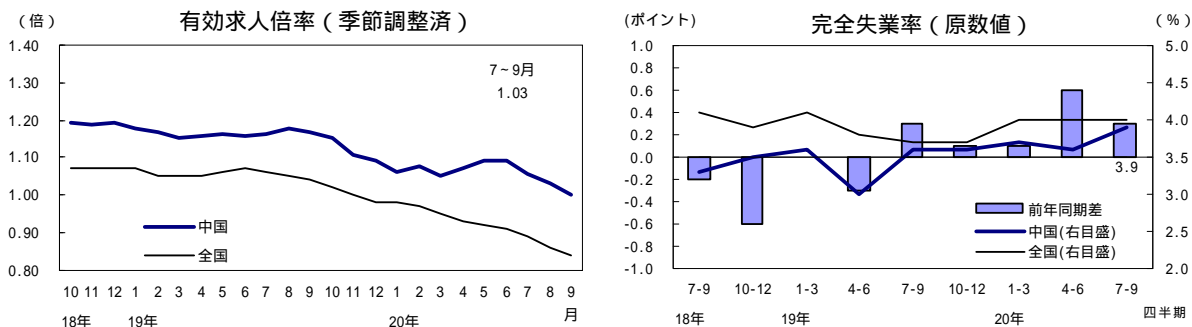 （倍）
有効求人倍率（季節調整済）
1.40
1.30
1.20
1.10
1.00
0.90
0.80
7～9月
1.03
中国
全国
10 11 12 1 2 3 4 5 6 7 8 9 10 11 12 1 2 3 4 5 6 7 8 9
18年 19年 20年 月
(ポイント)
完全失業率（原数値）
(％)
1.0
0.8
0.6
0.4
0.2
0.0
-0.2
-0.4
-0.6
-0.8
-1.0
5.0
4.5
4.0
3.5
3.0
2.5
2.0
3.9
前年同期差
中国(右目盛)
全国(右目盛)
7-9 10-12 1-3 4-6 7-9 10-12 1-3 4-6 7-9
18年 19年 20年 四半期